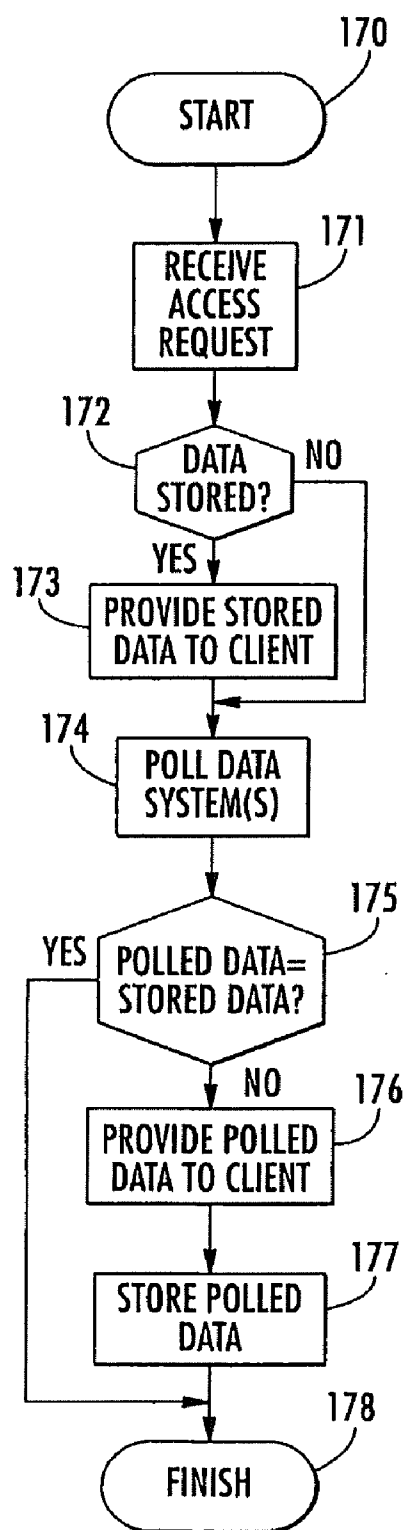 170
START
171
RECEIVE
ACCESS
REQUEST
172
DATA
STORED?
NO
YES
173
PROVIDE STORED
DATA TO CLIENT
174
POLL DATA
SYSTEM(S)
175
YES
POLLED DATA=
STORED DATA?
NO
176
PROVIDE POLLED
DATA TO CLIENT
177
STORE POLLED
DATA
178
FINISH